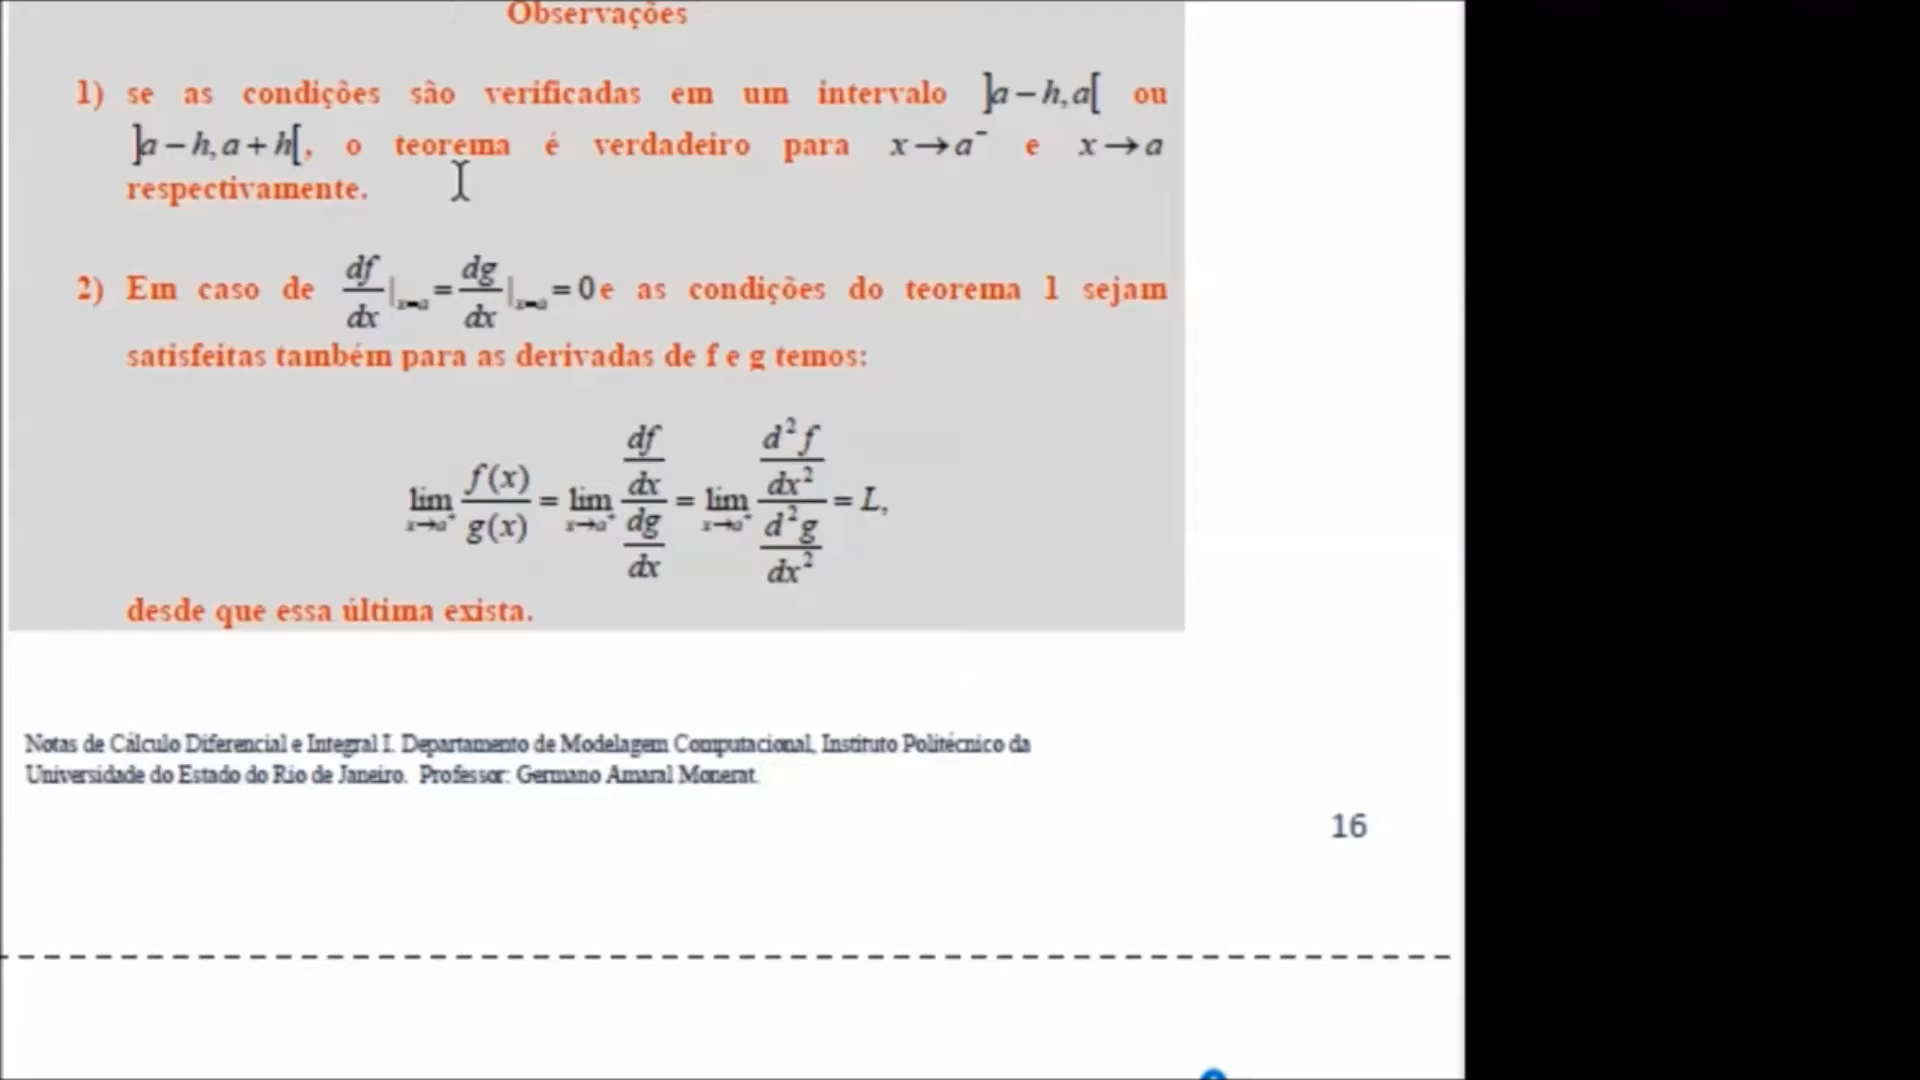 Observações
1) se as condições são verificadas em um intervalo ]a − h, a[ ou
]a − h, a + h[, o teorema é verdadeiro para x → a⁻ e x → a
respectivamente.
2) Em caso de df/dx |ₓ₌ₐ = dg/dx |ₓ₌ₐ = 0 e as condições do teorema 1 sejam
satisfeitas também para as derivadas de f e g temos:
lim x→a⁺ f(x)/g(x) = lim x→a⁺ (df/dx)/(dg/dx) = lim x→a⁺ (d²f/dx²)/(d²g/dx²) = L,
desde que essa última exista.
Notas de Cálculo Diferencial e Integral I. Departamento de Modelagem Computacional, Instituto Politécnico da
Universidade do Estado do Rio de Janeiro. Professor: Germano Amaral Monerat.
16